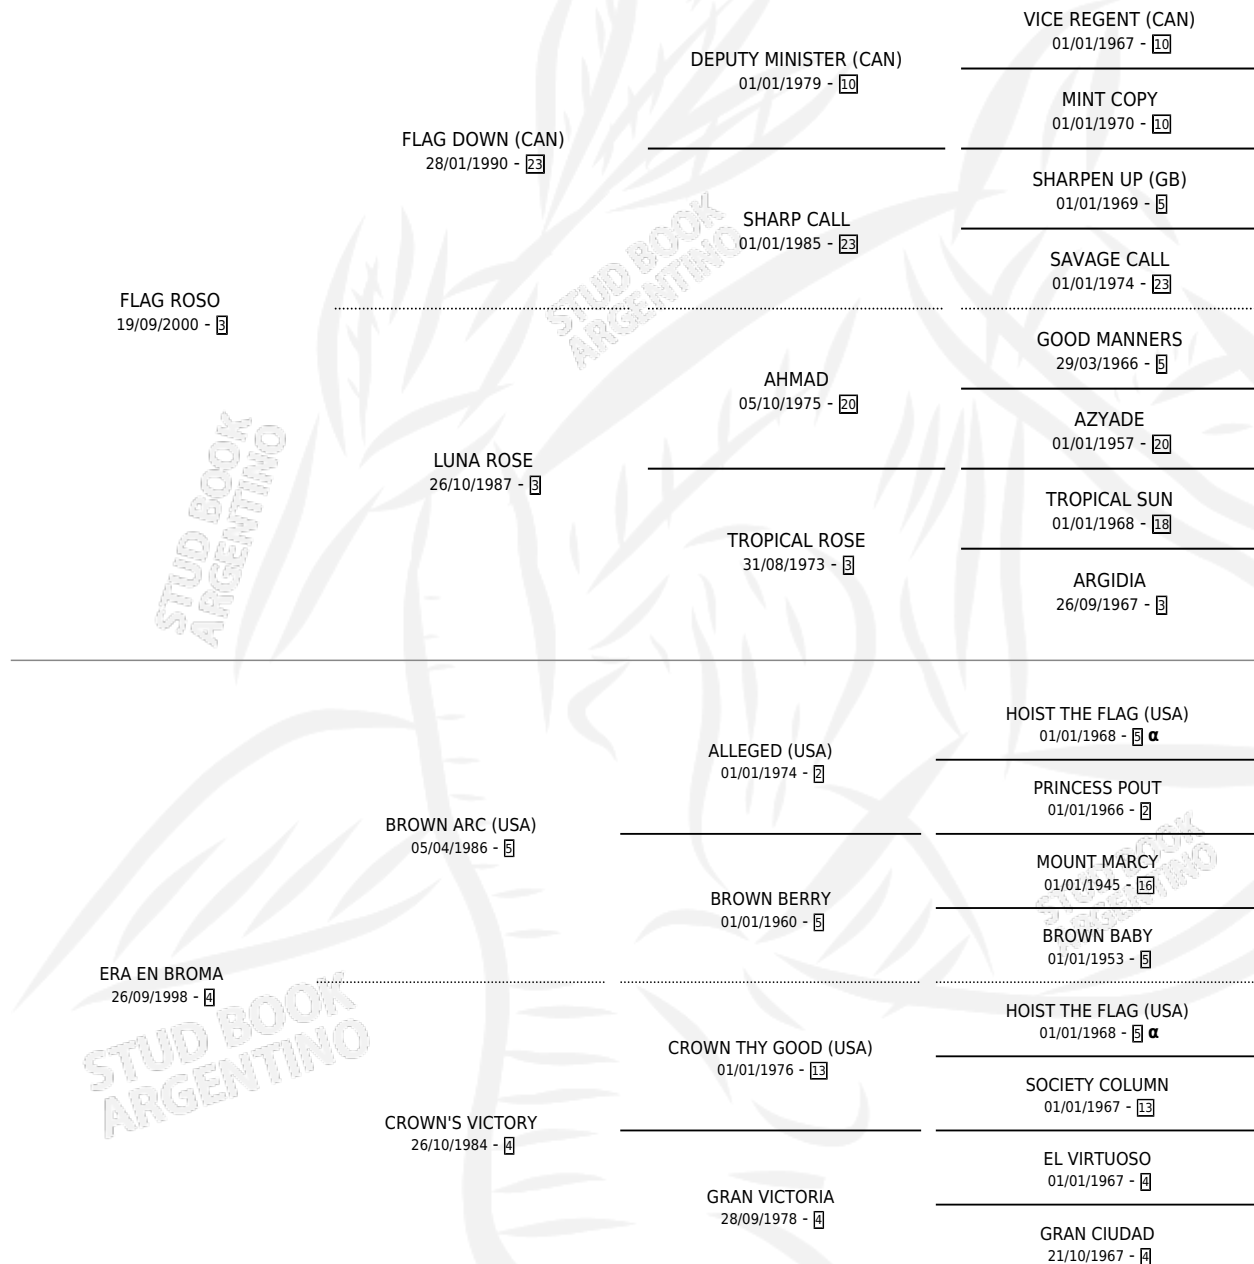 VICE REGENT (CAN)
01/01/1967 - 10
DEPUTY MINISTER (CAN)
01/01/1979 - 10
MINT COPY
01/01/1970 - 10
FLAG DOWN (CAN)
28/01/1990 - 23
SHARPEN UP (GB)
01/01/1969 - 5
SHARP CALL
01/01/1985 - 23
SAVAGE CALL
01/01/1974 - 23
STUD BOOK
ARGENTINO
FLAG ROSO
19/09/2000 - 3
GOOD MANNERS
29/03/1966 - 5
AHMAD
05/10/1975 - 20
AZYADE
01/01/1957 - 20
LUNA ROSE
26/10/1987 - 3
TROPICAL SUN
01/01/1968 - 18
TROPICAL ROSE
31/08/1973 - 3
ARGIDIA
26/09/1967 - 3
STUD BOOK
ARGENTINO
HOIST THE FLAG (USA)
01/01/1968 - 5 α
ALLEGED (USA)
01/01/1974 - 2
PRINCESS POUT
01/01/1966 - 2
BROWN ARC (USA)
05/04/1986 - 5
MOUNT MARCY
01/01/1945 - 16
BROWN BERRY
01/01/1960 - 5
BROWN BABY
01/01/1953 - 5
STUD BOOK
ARGENTINO
ERA EN BROMA
26/09/1998 - 4
HOIST THE FLAG (USA)
01/01/1968 - 5 α
CROWN THY GOOD (USA)
01/01/1976 - 13
SOCIETY COLUMN
01/01/1967 - 13
CROWN'S VICTORY
26/10/1984 - 4
EL VIRTUOSO
01/01/1967 - 4
GRAN VICTORIA
28/09/1978 - 4
GRAN CIUDAD
21/10/1967 - 4
STUD BOOK
ARGENTINO